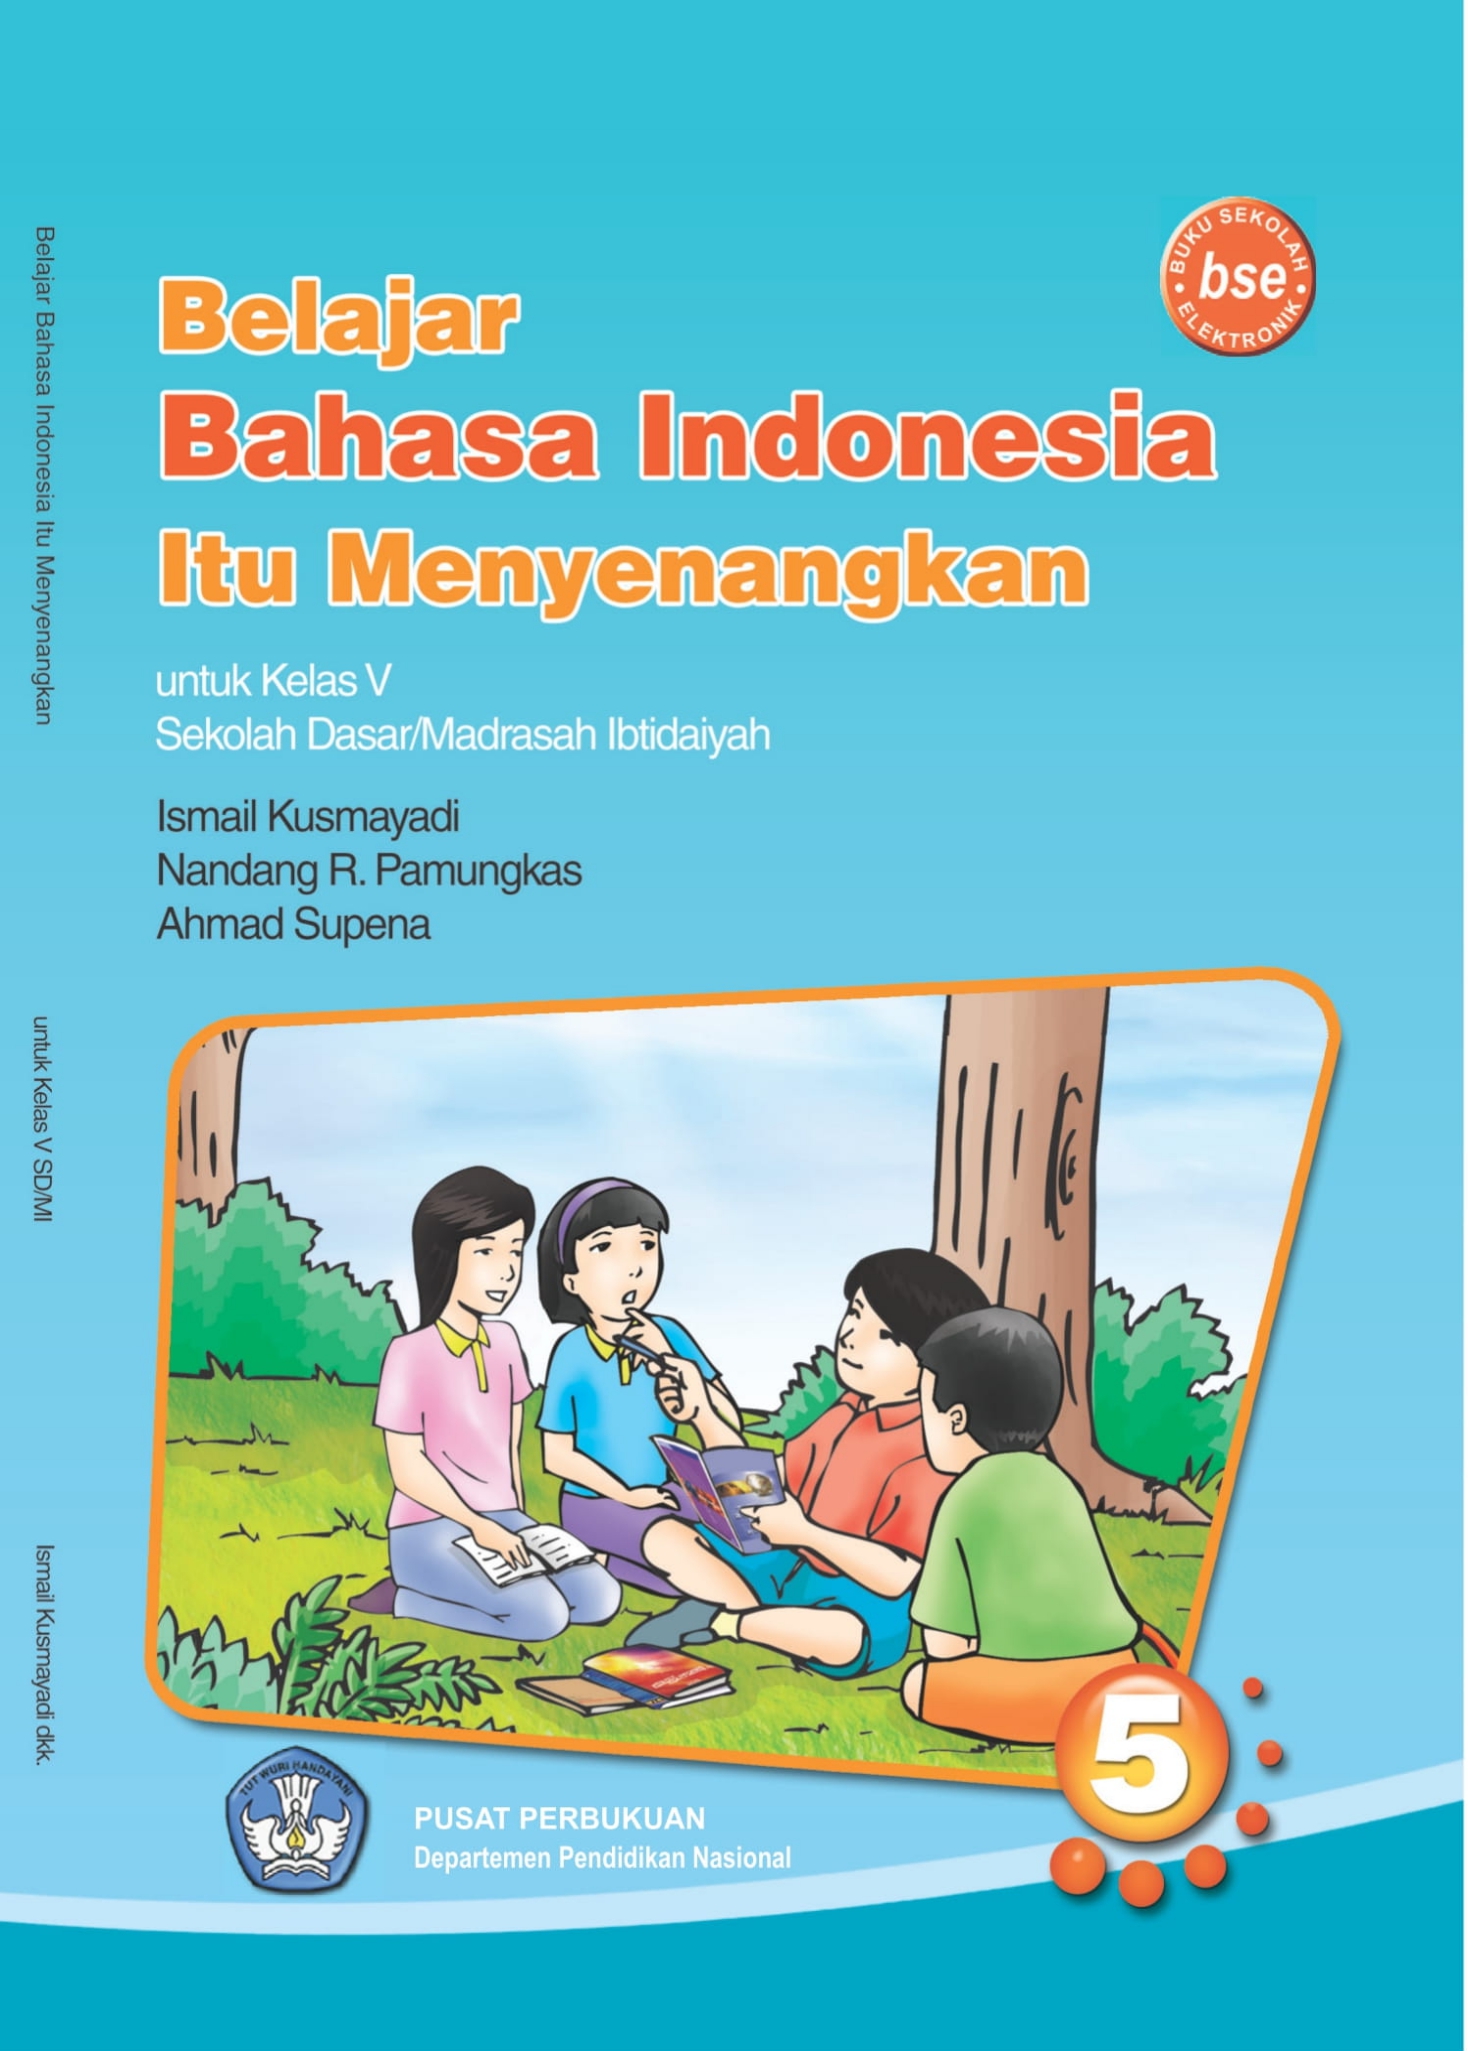 BUKU SEKOLAH
bse
ELEKTRONIK
Belajar
Bahasa Indonesia
Itu Menyenangkan
untuk Kelas V
Sekolah Dasar/Madrasah Ibtidaiyah
Ismail Kusmayadi
Nandang R. Pamungkas
Ahmad Supena
5
TUT WURI HANDAYANI
PUSAT PERBUKUAN
Departemen Pendidikan Nasional
Belajar Bahasa Indonesia Itu Menyenangkan
untuk Kelas V SD/MI
Ismail Kusmayadi dkk.